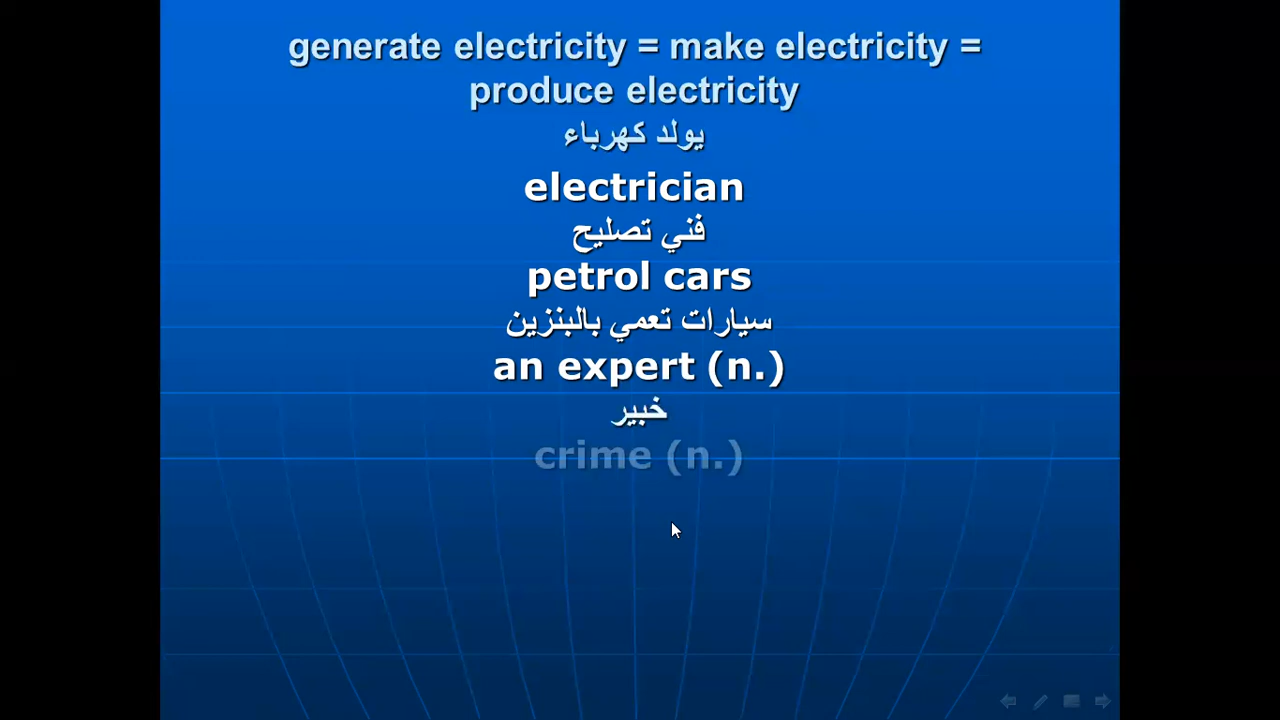 generate electricity = make electricity =
produce electricity
يولد كهرباء
electrician
فني تصليح
petrol cars
سيارات تعمي بالبنزين
an expert (n.)
خبير
crime (n.)